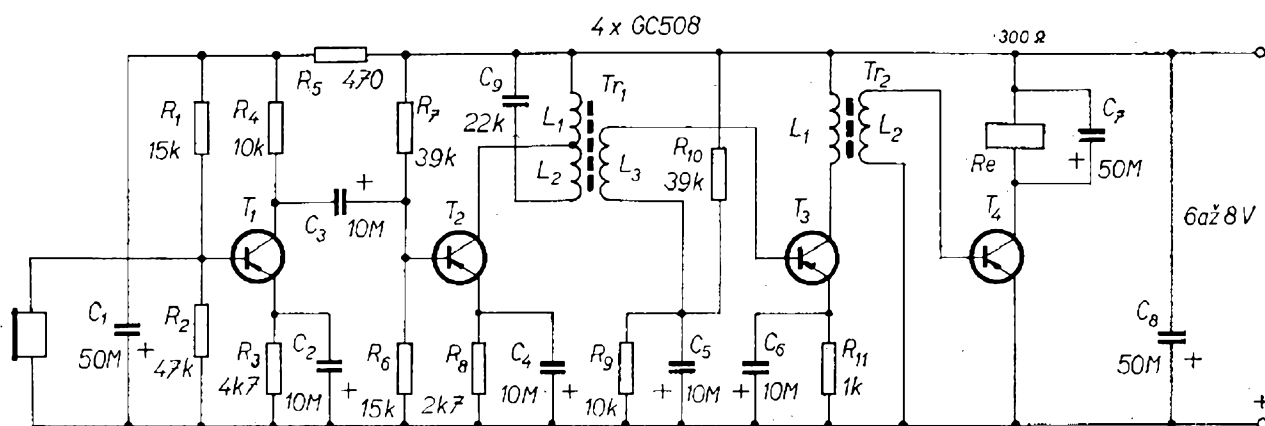 4 x GC508
300 Ω
R5 470
C9 22k
Tr1
Tr2
R1 15k
R4 10k
R7 39k
L1
L2
L3
R10 39k
L1
L2
Re
C7
+ 50M
T1
C3
+
10M
T2
T3
T4
6až8V
C1
50M +
R2 47k
R3 4k7
C2
10M +
R6 15k
R8 2k7
C4
10M +
R9 10k
C5
10M +
C6
10M +
R11 1k
C8
50M +
+